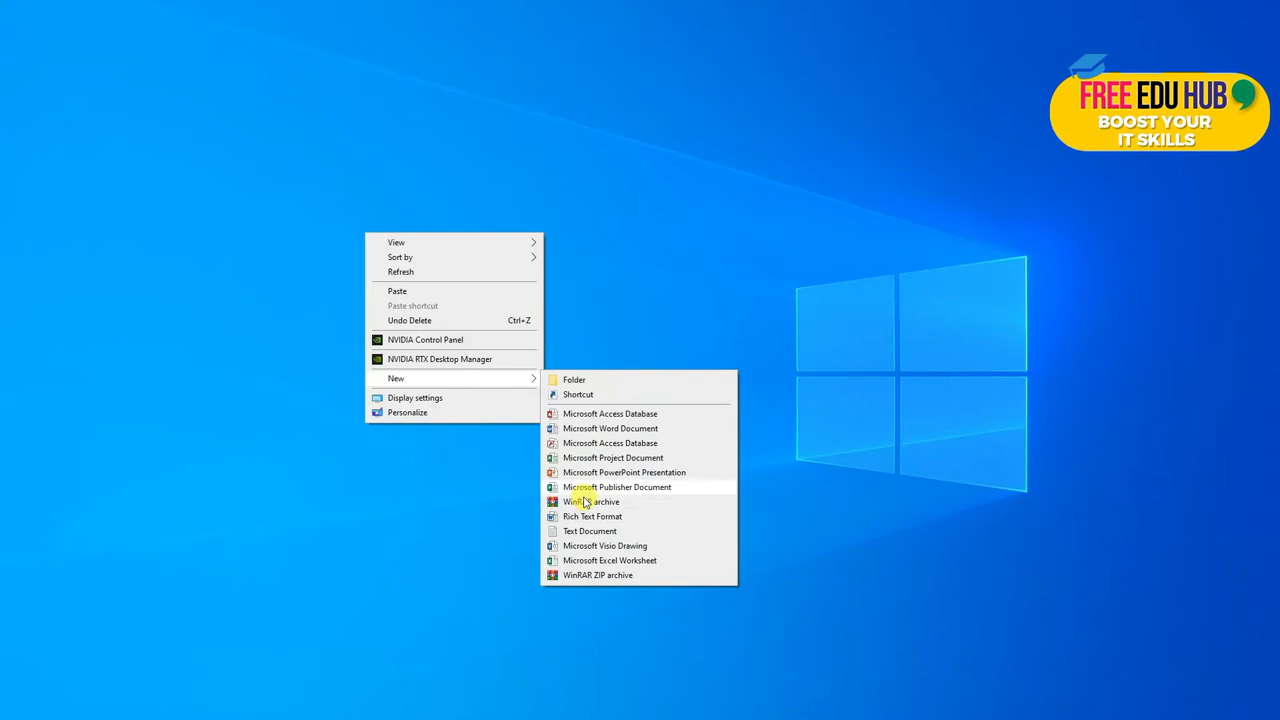 FREE EDU HUB
BOOST YOUR
IT SKILLS
View
Sort by
Refresh
Paste
Paste shortcut
Undo Delete Ctrl+Z
NVIDIA Control Panel
NVIDIA RTX Desktop Manager
New
Display settings
Personalize
Folder
Shortcut
Microsoft Access Database
Microsoft Word Document
Microsoft Access Database
Microsoft Project Document
Microsoft PowerPoint Presentation
Microsoft Publisher Document
WinRAR archive
Rich Text Format
Text Document
Microsoft Visio Drawing
Microsoft Excel Worksheet
WinRAR ZIP archive